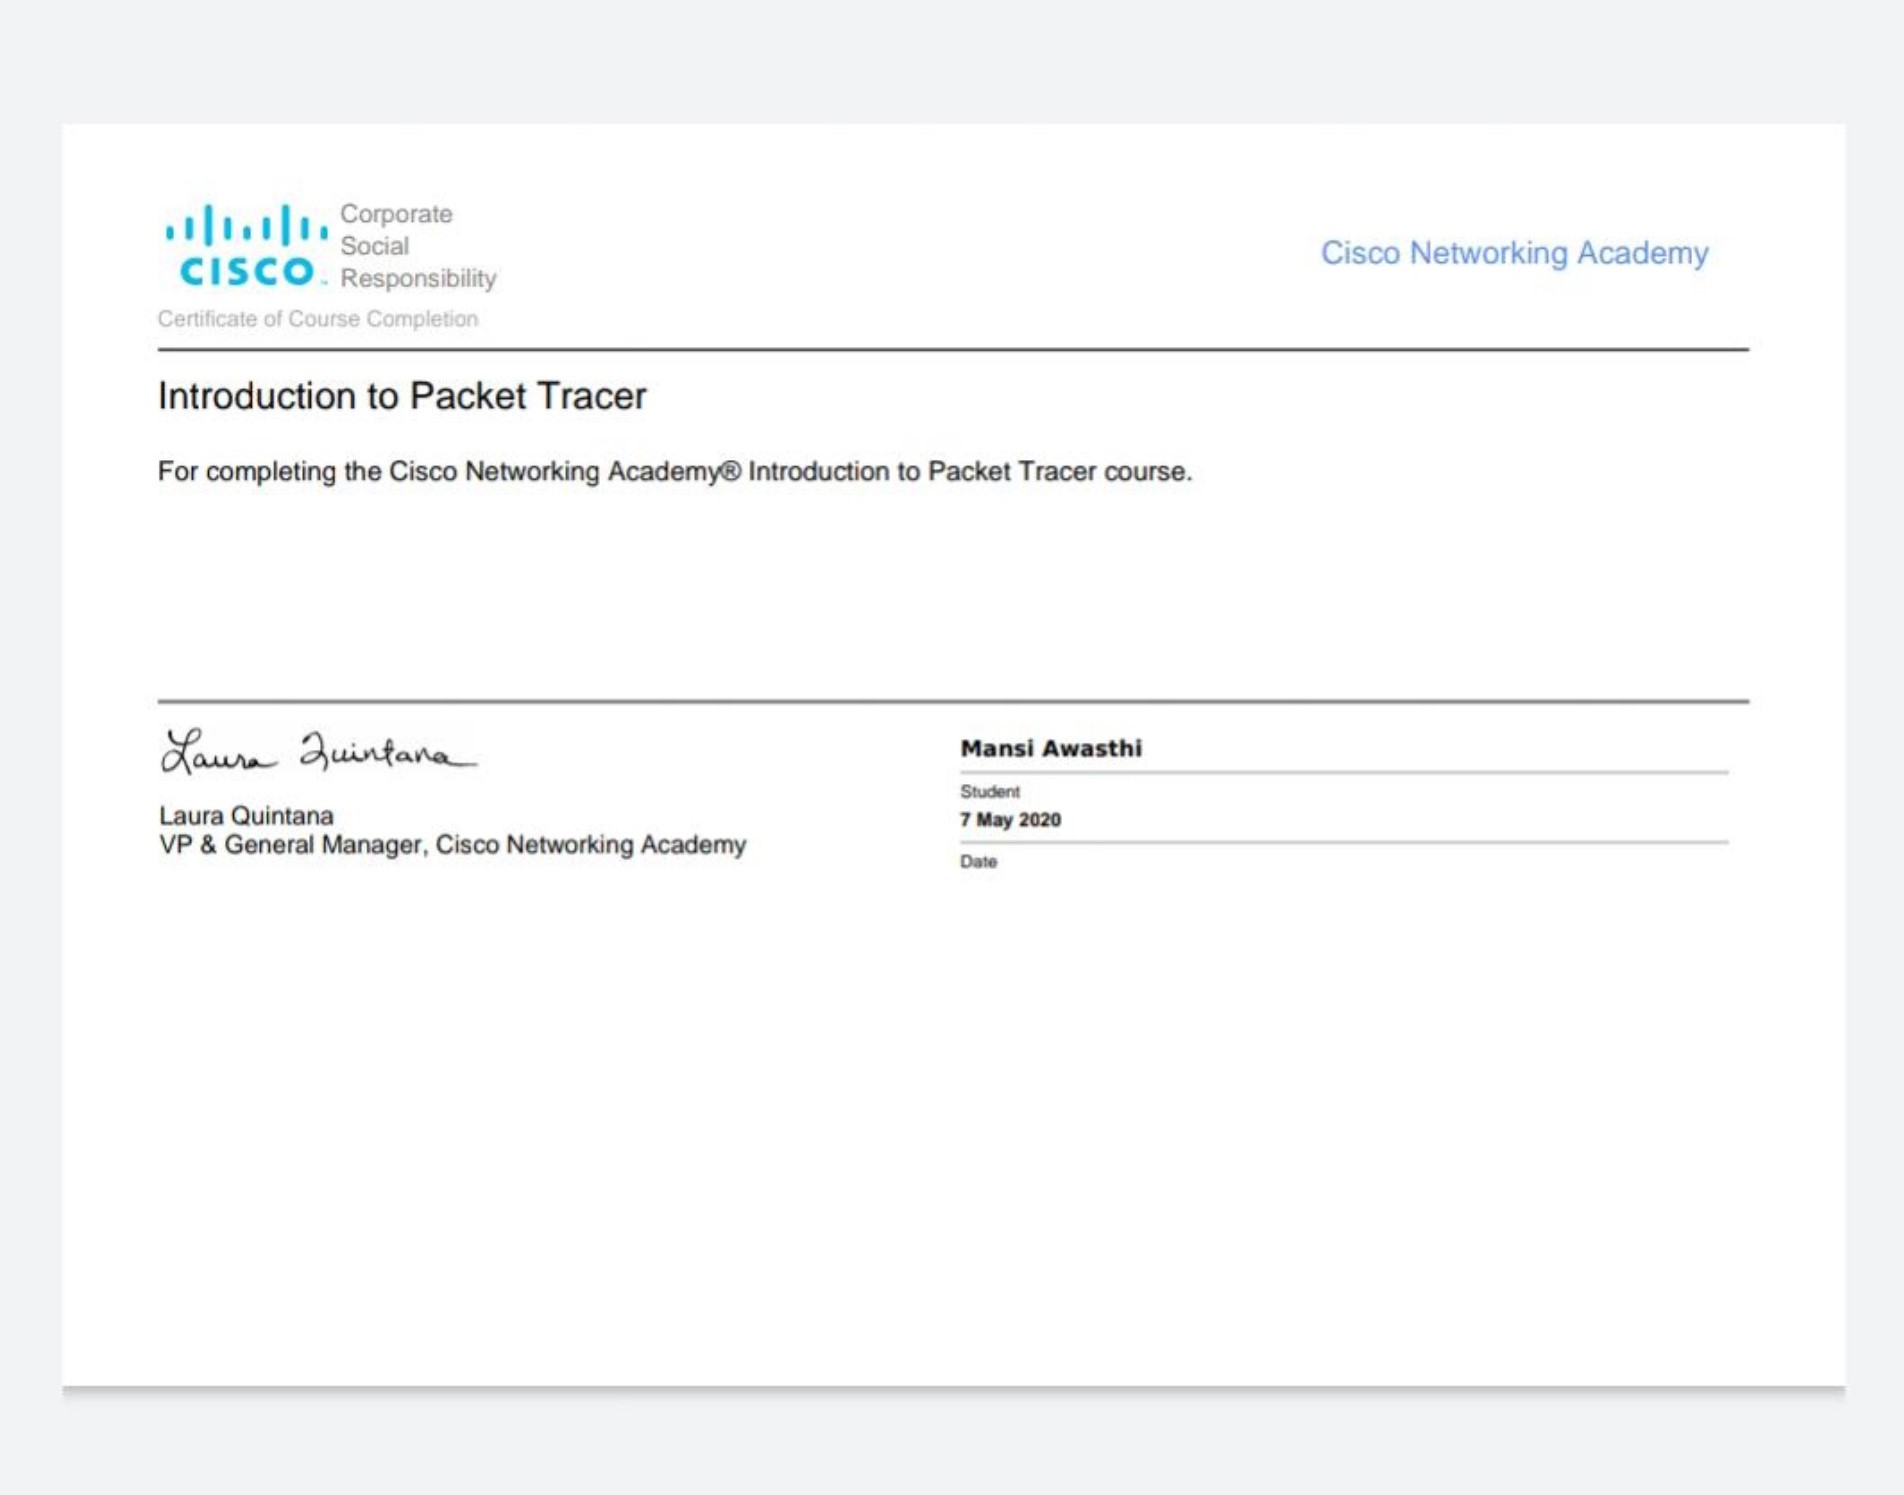 Corporate
Social
Responsibility
CISCO™
Cisco Networking Academy
Certificate of Course Completion
Introduction to Packet Tracer
For completing the Cisco Networking Academy® Introduction to Packet Tracer course.
Laura Quintana
Laura Quintana
VP & General Manager, Cisco Networking Academy
Mansi Awasthi
Student
7 May 2020
Date